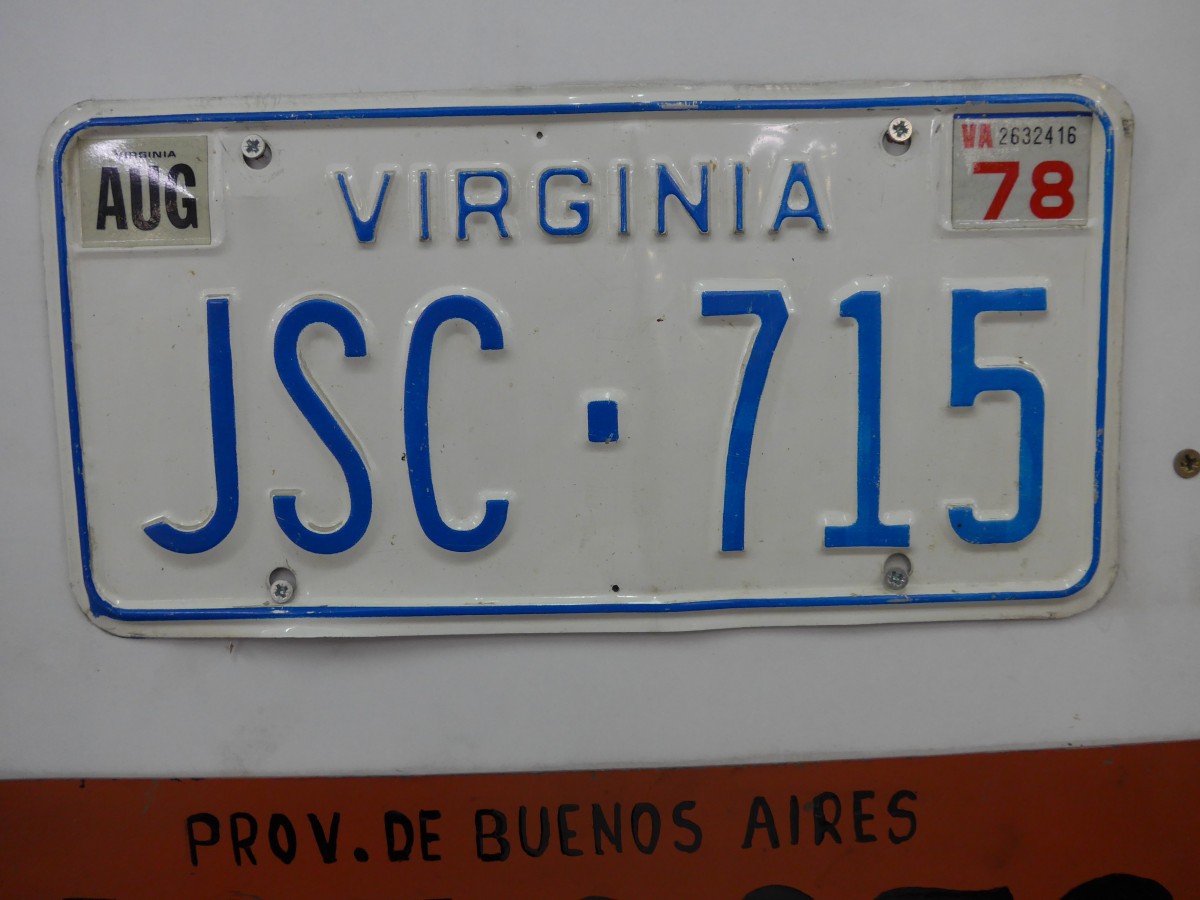 VIRGINIA
AUG
VIRGINIA
VA 2632416
78
JSC·715
PROV. DE BUENOS AIRES